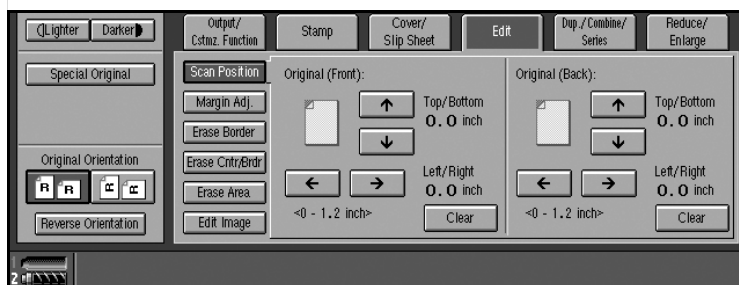 Lighter Darker
Special Original
Original Orientation
R R R R
Reverse Orientation
Output/
Cstmz. Function
Stamp
Cover/
Slip Sheet
Edit
Dup./Combine/
Series
Reduce/
Enlarge
Scan Position
Margin Adj.
Erase Border
Erase Cntr/Brdr
Erase Area
Edit Image
Original (Front):
Top/Bottom
0.0 inch
Left/Right
0.0 inch
<0 - 1.2 inch>
Clear
Original (Back):
Top/Bottom
0.0 inch
Left/Right
0.0 inch
<0 - 1.2 inch>
Clear
1
2